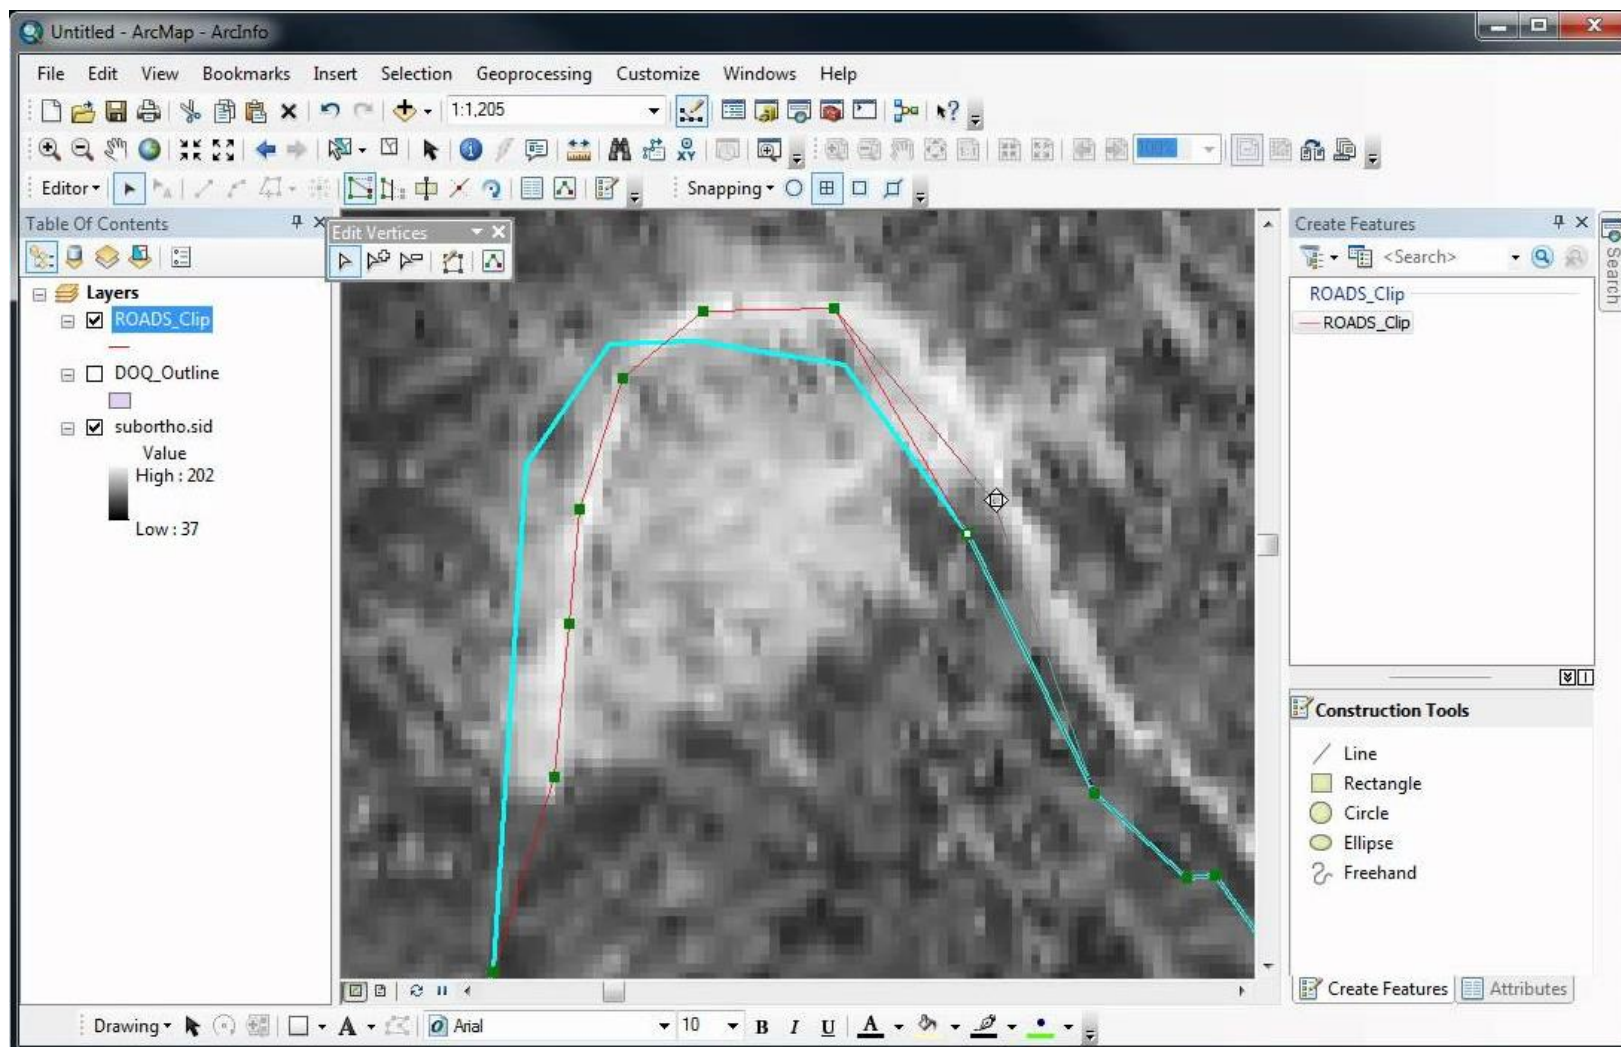 Untitled - ArcMap - ArcInfo
File Edit View Bookmarks Insert Selection Geoprocessing Customize Windows Help
1:1,205
100%
Editor Snapping
Table Of Contents
Edit Vertices
Create Features
<Search>
Search
Layers
ROADS_Clip
DOQ_Outline
subortho.sid
Value
High : 202
Low : 37
ROADS_Clip
ROADS_Clip
Construction Tools
Line
Rectangle
Circle
Ellipse
Freehand
Create Features Attributes
Drawing A Arial 10 B I U A